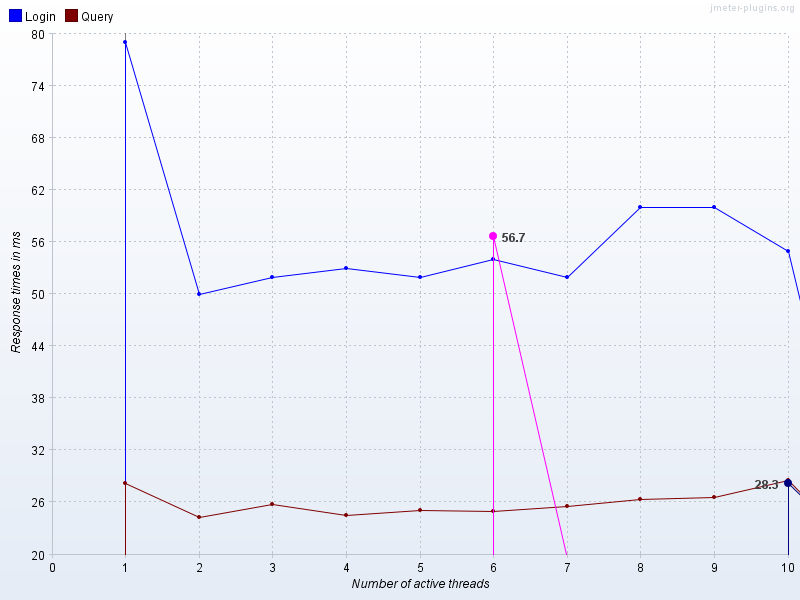 jmeter-plugins.org
Login Query
80
74
68
62
56
50
44
38
32
26
20
56.7
28.3
0 1 2 3 4 5 6 7 8 9 10
Response times in ms
Number of active threads